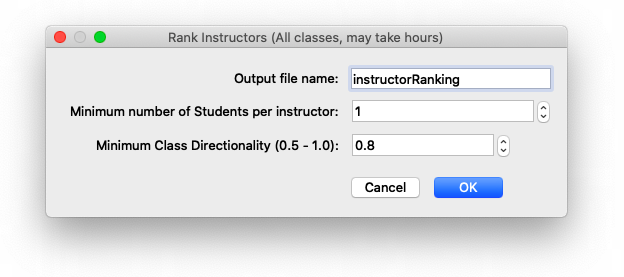 Rank Instructors (All classes, may take hours)
Output file name: instructorRanking
Minimum number of Students per instructor: 1
Minimum Class Directionality (0.5 - 1.0): 0.8
Cancel OK